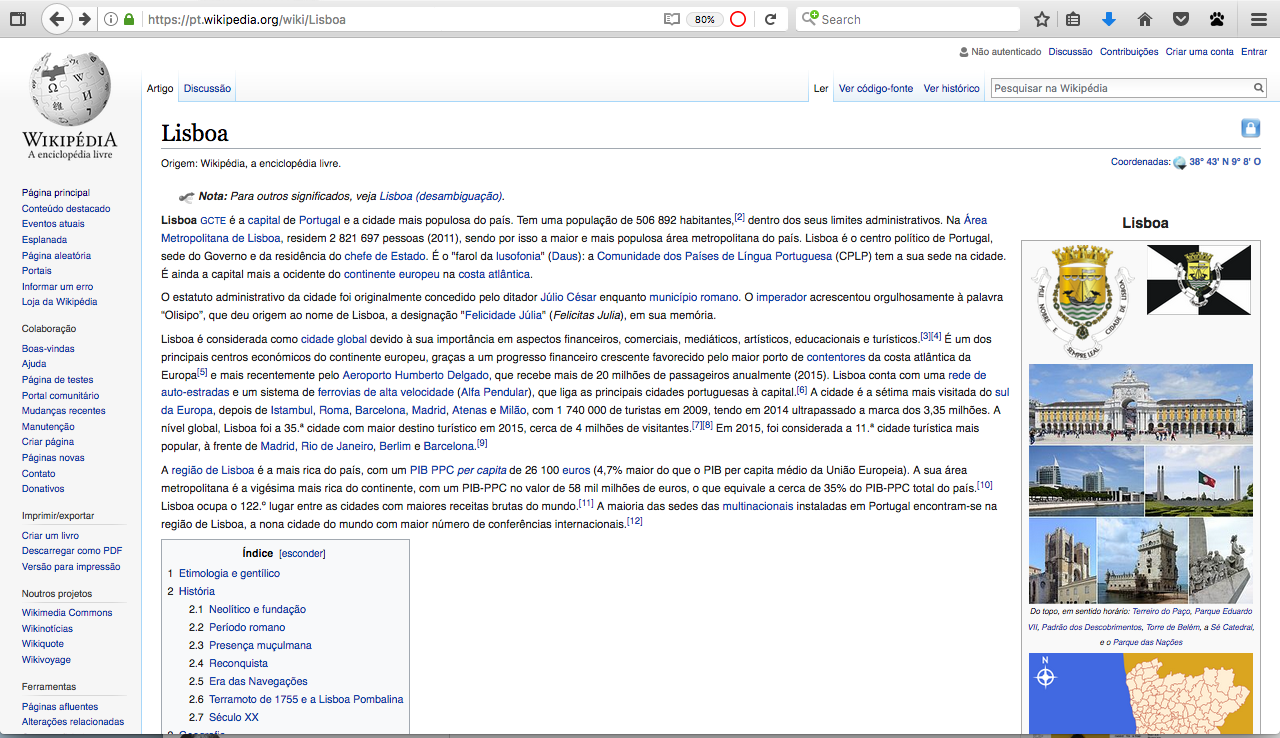 https://pt.wikipedia.org/wiki/Lisboa
80%
Search
Não autenticado Discussão Contribuições Criar uma conta Entrar
Artigo Discussão
Ler Ver código-fonte Ver histórico
Pesquisar na Wikipédia
WIKIPÉDIA
A enciclopédia livre
Página principal
Conteúdo destacado
Eventos atuais
Esplanada
Página aleatória
Portais
Informar um erro
Loja da Wikipédia
Colaboração
Boas-vindas
Ajuda
Página de testes
Portal comunitário
Mudanças recentes
Manutenção
Criar página
Páginas novas
Contato
Donativos
Imprimir/exportar
Criar um livro
Descarregar como PDF
Versão para impressão
Noutros projetos
Wikimedia Commons
Wikinotícias
Wikiquote
Wikivoyage
Ferramentas
Páginas afluentes
Alterações relacionadas
Lisboa
Origem: Wikipédia, a enciclopédia livre.
Coordenadas: 38° 43' N 9° 8' O
Nota: Para outros significados, veja Lisboa (desambiguação).
Lisboa GCTE é a capital de Portugal e a cidade mais populosa do país. Tem uma população de 506 892 habitantes,[2] dentro dos seus limites administrativos. Na Área
Metropolitana de Lisboa, residem 2 821 697 pessoas (2011), sendo por isso a maior e mais populosa área metropolitana do país. Lisboa é o centro político de Portugal,
sede do Governo e da residência do chefe de Estado. É o "farol da lusofonia" (Daus): a Comunidade dos Países de Língua Portuguesa (CPLP) tem a sua sede na cidade.
É ainda a capital mais a ocidente do continente europeu na costa atlântica.
O estatuto administrativo da cidade foi originalmente concedido pelo ditador Júlio César enquanto município romano. O imperador acrescentou orgulhosamente à palavra
"Olisipo", que deu origem ao nome de Lisboa, a designação "Felicidade Júlia" (Felicitas Julia), em sua memória.
Lisboa é considerada como cidade global devido à sua importância em aspectos financeiros, comerciais, mediáticos, artísticos, educacionais e turísticos.[3][4] É um dos
principais centros económicos do continente europeu, graças a um progresso financeiro crescente favorecido pelo maior porto de contentores da costa atlântica da
Europa[5] e mais recentemente pelo Aeroporto Humberto Delgado, que recebe mais de 20 milhões de passageiros anualmente (2015). Lisboa conta com uma rede de
auto-estradas e um sistema de ferrovias de alta velocidade (Alfa Pendular), que liga as principais cidades portuguesas à capital.[6] A cidade é a sétima mais visitada do sul
da Europa, depois de Istambul, Roma, Barcelona, Madrid, Atenas e Milão, com 1 740 000 de turistas em 2009, tendo em 2014 ultrapassado a marca dos 3,35 milhões. A
nível global, Lisboa foi a 35.ª cidade com maior destino turístico em 2015, cerca de 4 milhões de visitantes.[7][8] Em 2015, foi considerada a 11.ª cidade turística mais
popular, à frente de Madrid, Rio de Janeiro, Berlim e Barcelona.[9]
A região de Lisboa é a mais rica do país, com um PIB PPC per capita de 26 100 euros (4,7% maior do que o PIB per capita médio da União Europeia). A sua área
metropolitana é a vigésima mais rica do continente, com um PIB-PPC no valor de 58 mil milhões de euros, o que equivale a cerca de 35% do PIB-PPC total do país.[10]
Lisboa ocupa o 122.º lugar entre as cidades com maiores receitas brutas do mundo.[11] A maioria das sedes das multinacionais instaladas em Portugal encontram-se na
região de Lisboa, a nona cidade do mundo com maior número de conferências internacionais.[12]
Índice [esconder]
1 Etimologia e gentílico
2 História
2.1 Neolítico e fundação
2.2 Período romano
2.3 Presença muçulmana
2.4 Reconquista
2.5 Era das Navegações
2.6 Terramoto de 1755 e a Lisboa Pombalina
2.7 Século XX
Lisboa
MUI NOBRE E SEMPRE LEAL CIDADE DE LISBOA
Do topo, em sentido horário: Terreiro do Paço, Parque Eduardo
VII, Padrão dos Descobrimentos, Torre de Belém, a Sé Catedral,
e o Parque das Nações
N